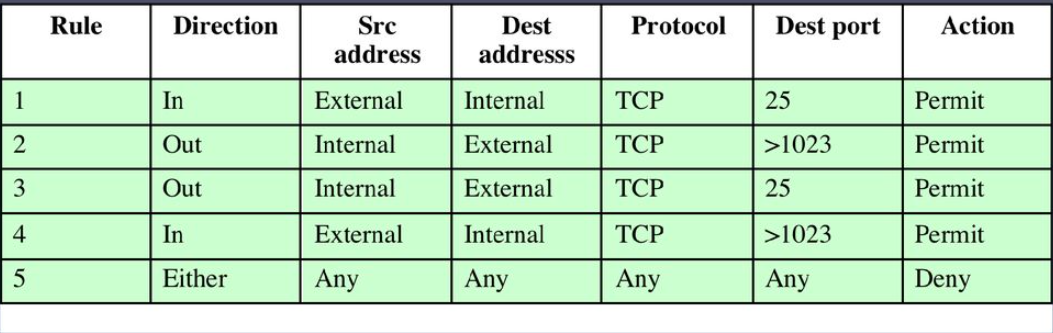 Rule Direction Src address Dest addresss Protocol Dest port Action
1 In External Internal TCP 25 Permit
2 Out Internal External TCP >1023 Permit
3 Out Internal External TCP 25 Permit
4 In External Internal TCP >1023 Permit
5 Either Any Any Any Any Deny